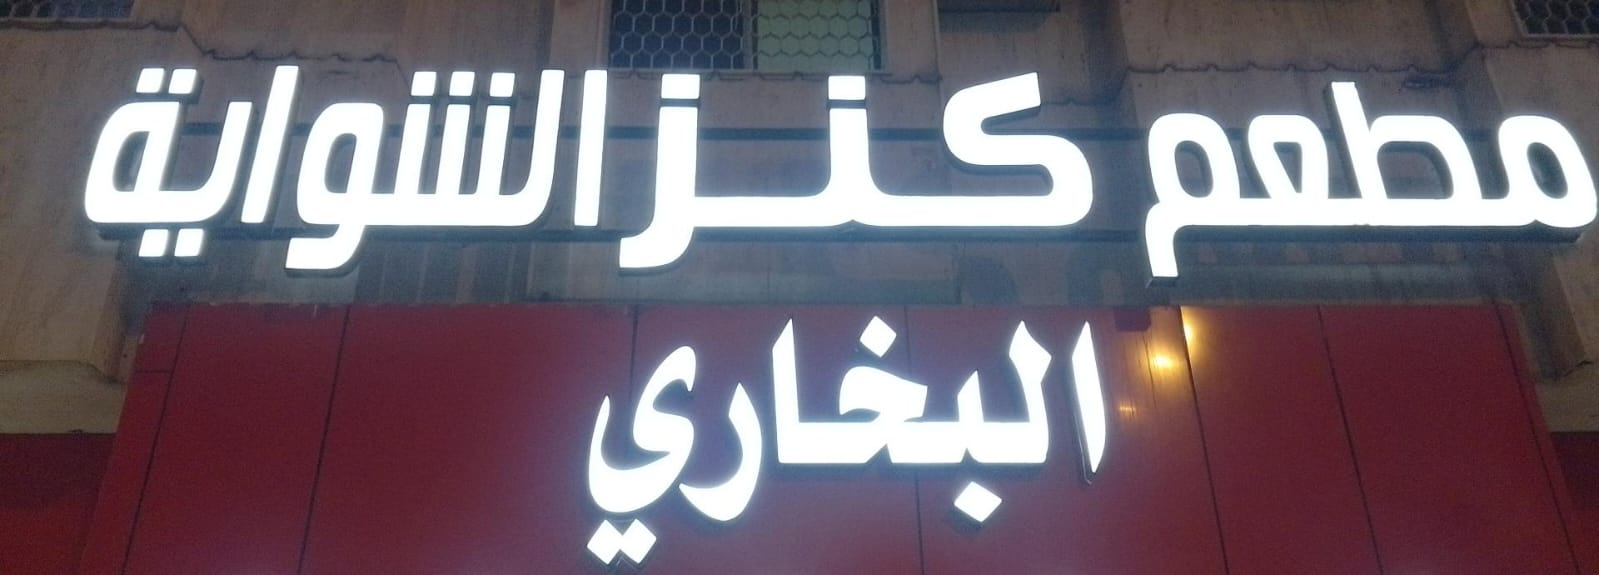 مطعم كنز الشواية
البخاري